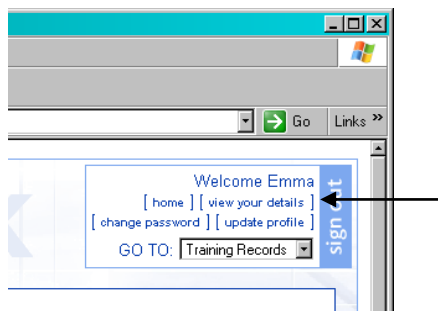 Go Links »
Welcome Emma
[ home ] [ view your details ]
[ change password ] [ update profile ]
GO TO: Training Records
sign out